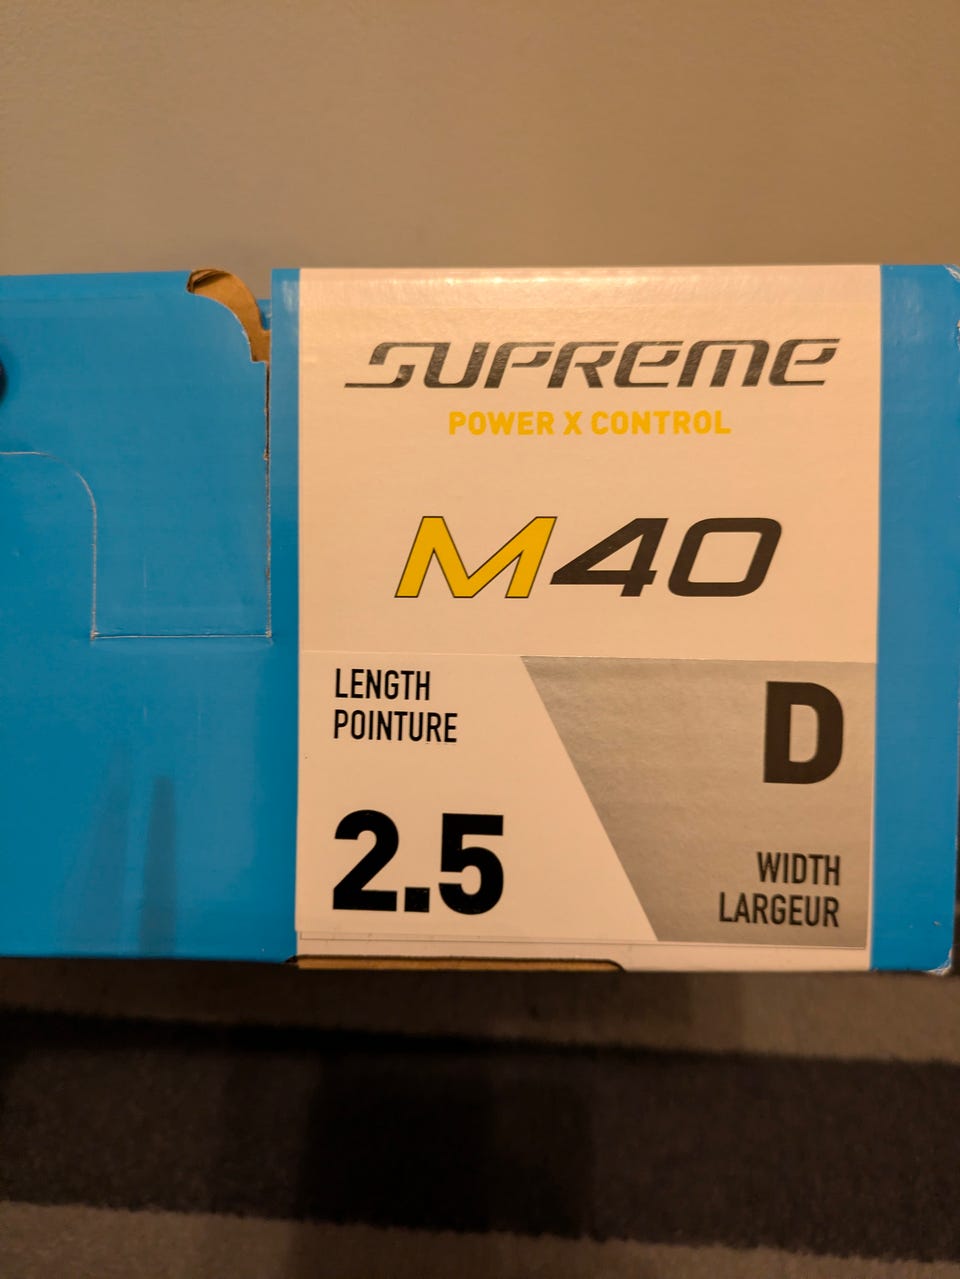 SUPREME
POWER X CONTROL
M40
LENGTH
POINTURE
2.5
D
WIDTH
LARGEUR